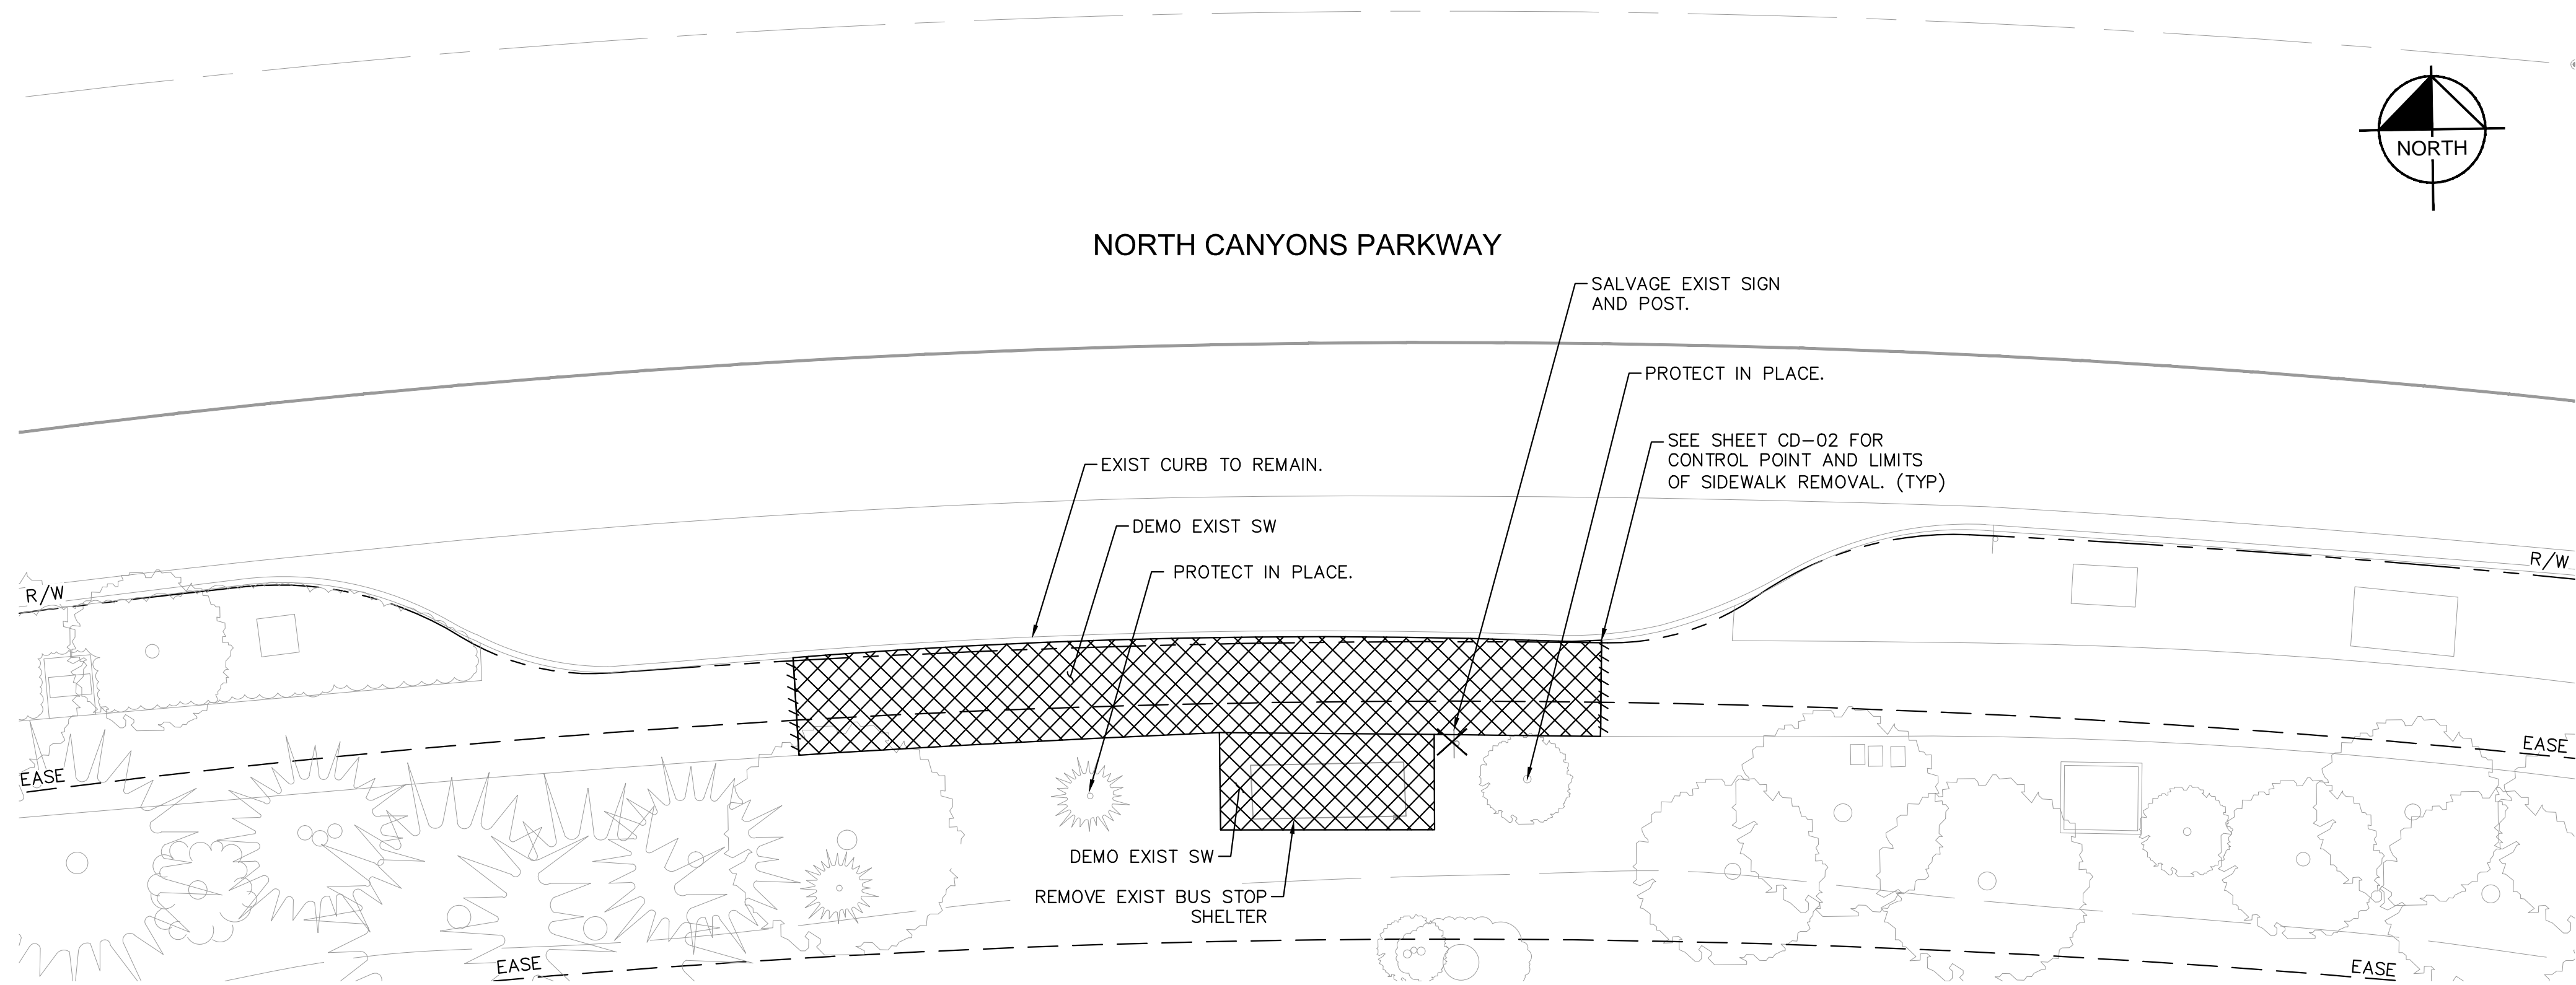 NORTH
NORTH CANYONS PARKWAY
SALVAGE EXIST SIGN
AND POST.
PROTECT IN PLACE.
SEE SHEET CD-02 FOR
CONTROL POINT AND LIMITS
OF SIDEWALK REMOVAL. (TYP)
EXIST CURB TO REMAIN.
DEMO EXIST SW
PROTECT IN PLACE.
R/W
R/W
EASE
EASE
DEMO EXIST SW
REMOVE EXIST BUS STOP
SHELTER
EASE
EASE